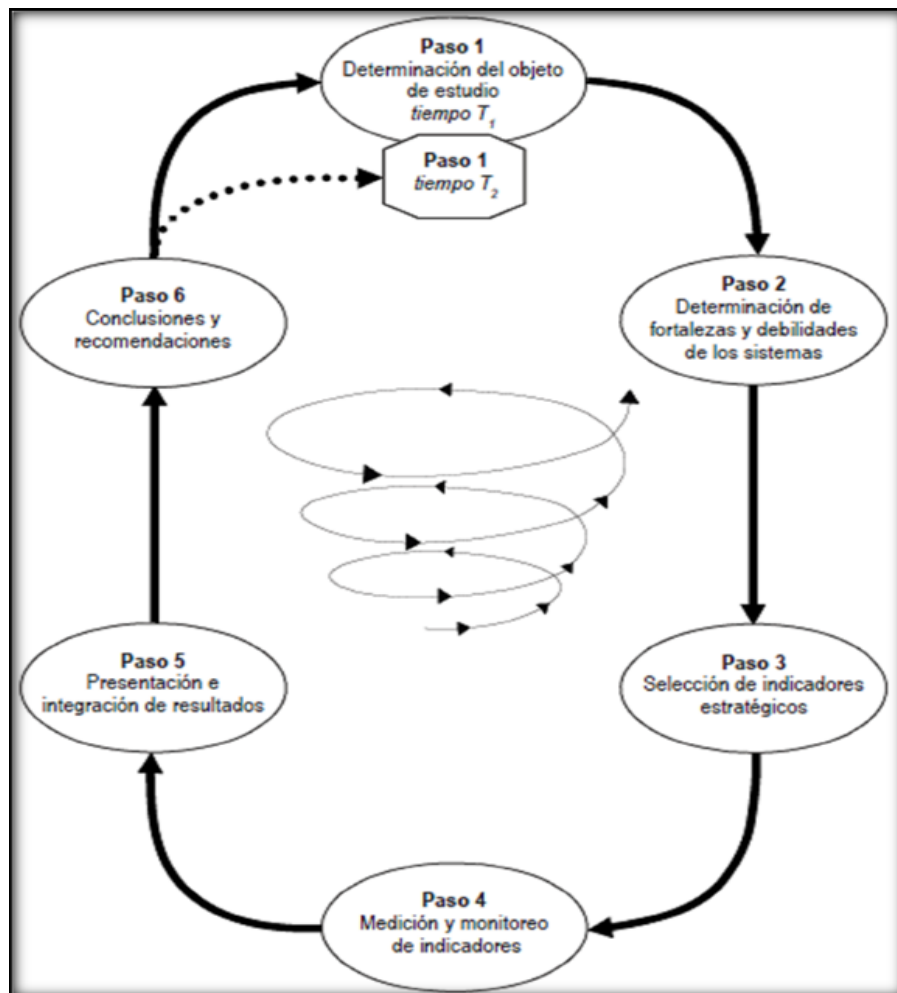 Paso 1
Determinación del objeto
de estudio
tiempo T₁
Paso 1
tiempo T₂
Paso 2
Determinación de
fortalezas y debilidades
de los sistemas
Paso 3
Selección de indicadores
estratégicos
Paso 4
Medición y monitoreo
de indicadores
Paso 5
Presentación e
integración de resultados
Paso 6
Conclusiones y
recomendaciones